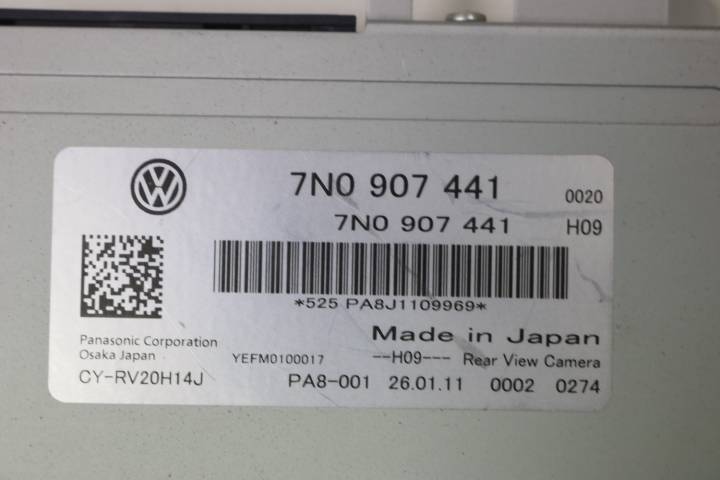 7N0 907 441 0020
7N0 907 441 H09
*525 PA8J1109969*
Made in Japan
Panasonic Corporation
Osaka Japan YEFM0100017 --H09--- Rear View Camera
CY-RV20H14J PA8-001 26.01.11 0002 0274